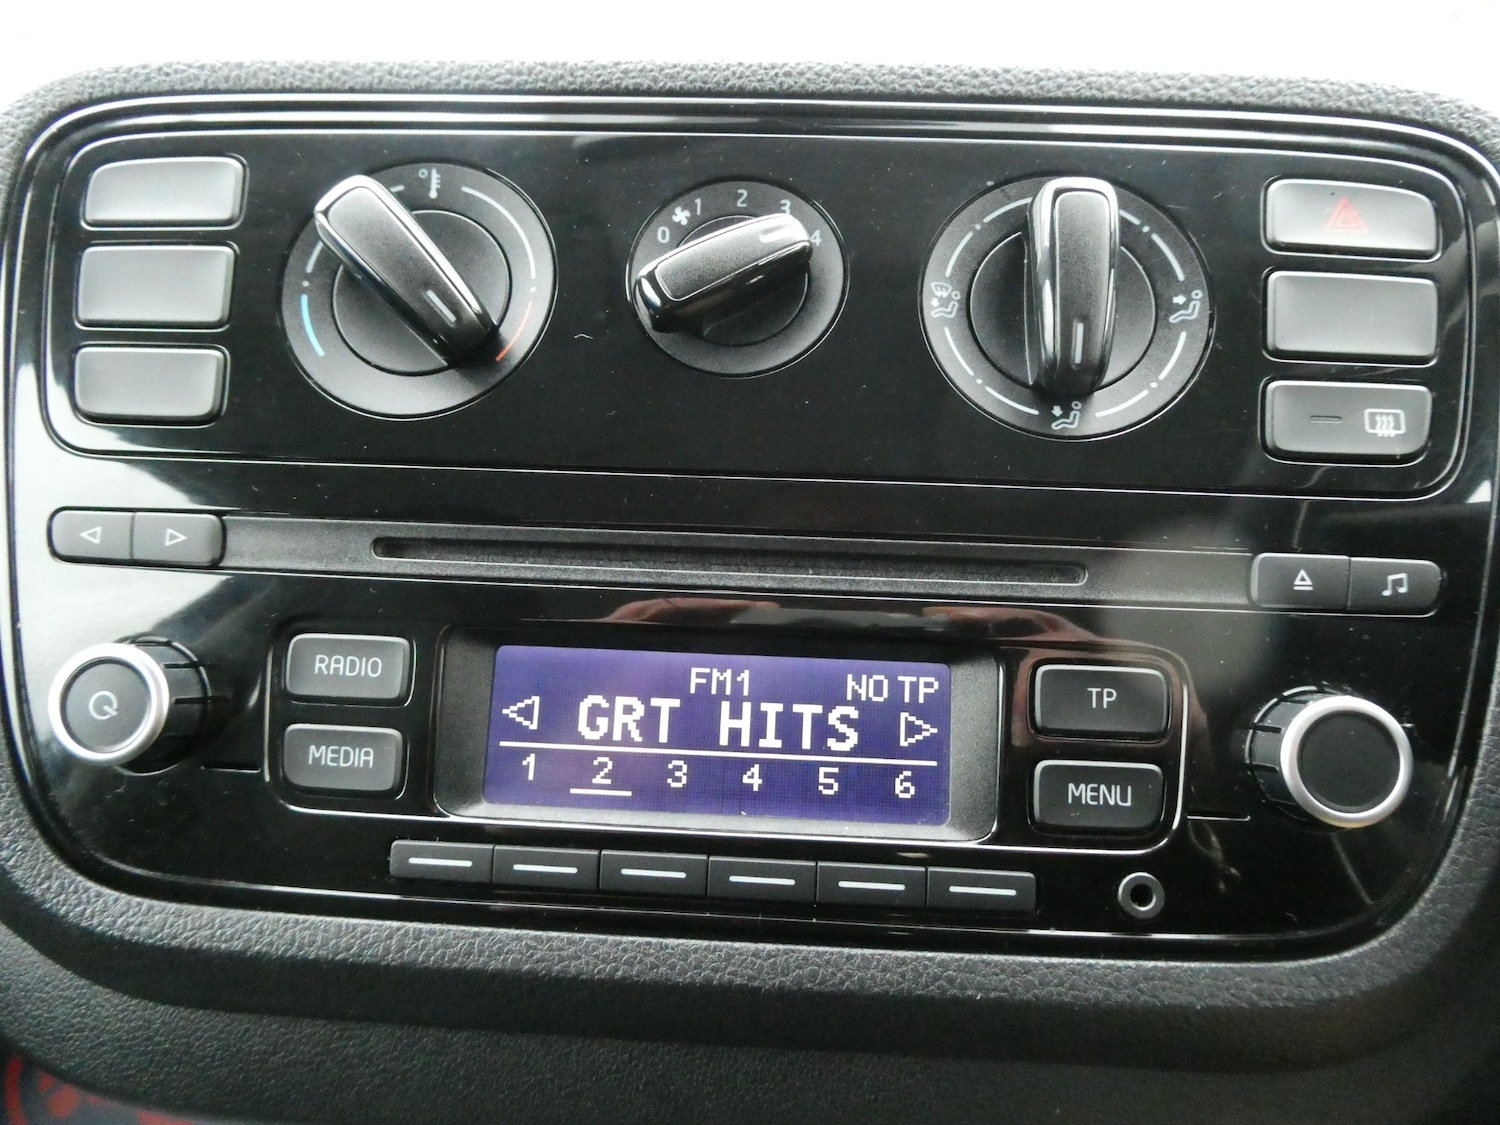 0 1 2 3 4
RADIO
MEDIA
FM1
NO TP
GRT HITS
1 2 3 4 5 6
TP
MENU